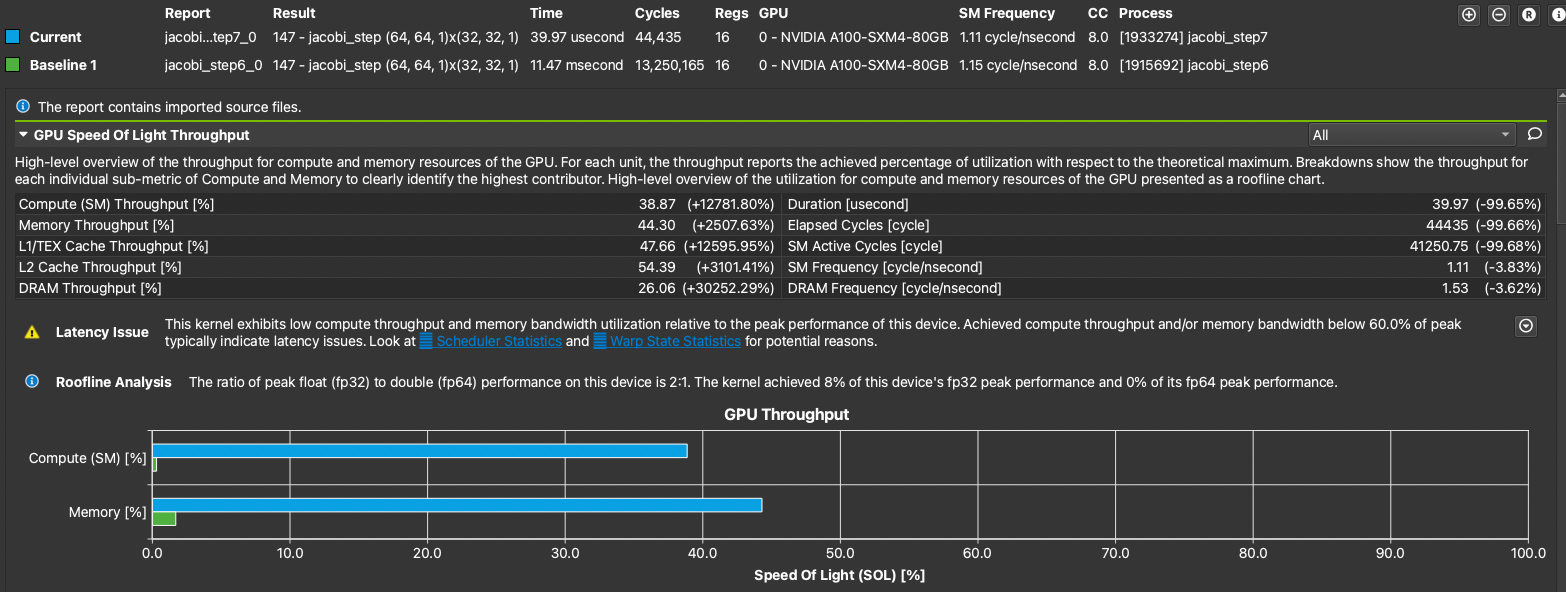 Report Result Time Cycles Regs GPU SM Frequency CC Process
Current jacobi...tep7_0 147 - jacobi_step (64, 64, 1)x(32, 32, 1) 39.97 usecond 44,435 16 0 - NVIDIA A100-SXM4-80GB 1.11 cycle/nsecond 8.0 [1933274] jacobi_step7
Baseline 1 jacobi_step6_0 147 - jacobi_step (64, 64, 1)x(32, 32, 1) 11.47 msecond 13,250,165 16 0 - NVIDIA A100-SXM4-80GB 1.15 cycle/nsecond 8.0 [1915692] jacobi_step6
The report contains imported source files.
GPU Speed Of Light Throughput All
High-level overview of the throughput for compute and memory resources of the GPU. For each unit, the throughput reports the achieved percentage of utilization with respect to the theoretical maximum. Breakdowns show the throughput for
each individual sub-metric of Compute and Memory to clearly identify the highest contributor. High-level overview of the utilization for compute and memory resources of the GPU presented as a roofline chart.
Compute (SM) Throughput [%] 38.87 (+12781.80%) Duration [usecond] 39.97 (-99.65%)
Memory Throughput [%] 44.30 (+2507.63%) Elapsed Cycles [cycle] 44435 (-99.66%)
L1/TEX Cache Throughput [%] 47.66 (+12595.95%) SM Active Cycles [cycle] 41250.75 (-99.68%)
L2 Cache Throughput [%] 54.39 (+3101.41%) SM Frequency [cycle/nsecond] 1.11 (-3.83%)
DRAM Throughput [%] 26.06 (+30252.29%) DRAM Frequency [cycle/nsecond] 1.53 (-3.62%)
Latency Issue This kernel exhibits low compute throughput and memory bandwidth utilization relative to the peak performance of this device. Achieved compute throughput and/or memory bandwidth below 60.0% of peak
typically indicate latency issues. Look at Scheduler Statistics and Warp State Statistics for potential reasons.
Roofline Analysis The ratio of peak float (fp32) to double (fp64) performance on this device is 2:1. The kernel achieved 8% of this device's fp32 peak performance and 0% of its fp64 peak performance.
GPU Throughput
Compute (SM) [%]
Memory [%]
0.0 10.0 20.0 30.0 40.0 50.0 60.0 70.0 80.0 90.0 100.0
Speed Of Light (SOL) [%]